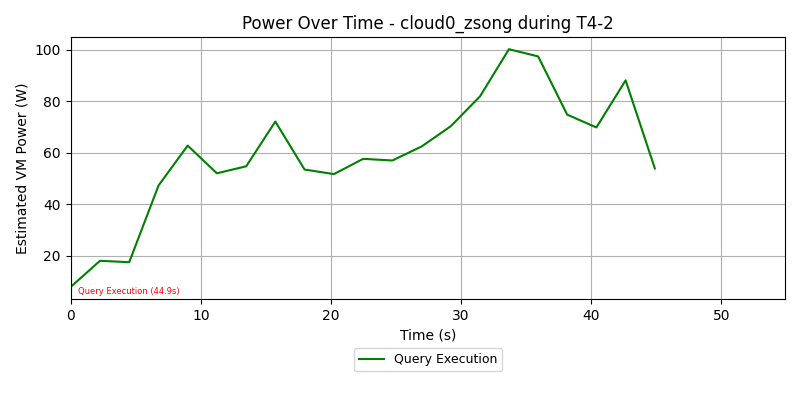 Power Over Time - cloud0_zsong during T4-2
Estimated VM Power (W)
100
80
60
40
20
Query Execution (44.9s)
0 10 20 30 40 50
Time (s)
Query Execution